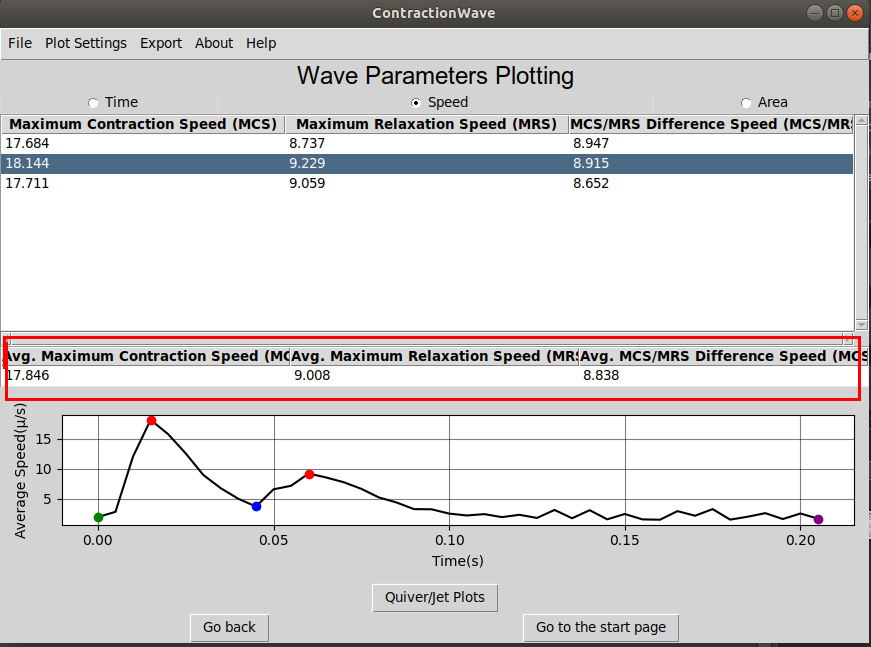 ContractionWave
File Plot Settings Export About Help
Wave Parameters Plotting
Time Speed Area
Maximum Contraction Speed (MCS) Maximum Relaxation Speed (MRS) MCS/MRS Difference Speed (MCS/MRS
17.684 8.737 8.947
18.144 9.229 8.915
17.711 9.059 8.652
Avg. Maximum Contraction Speed (MC Avg. Maximum Relaxation Speed (MRS Avg. MCS/MRS Difference Speed (MCS
17.846 9.008 8.838
Average Speed(µ/s)
15
10
5
0.00 0.05 0.10 0.15 0.20
Time(s)
Quiver/Jet Plots
Go back Go to the start page